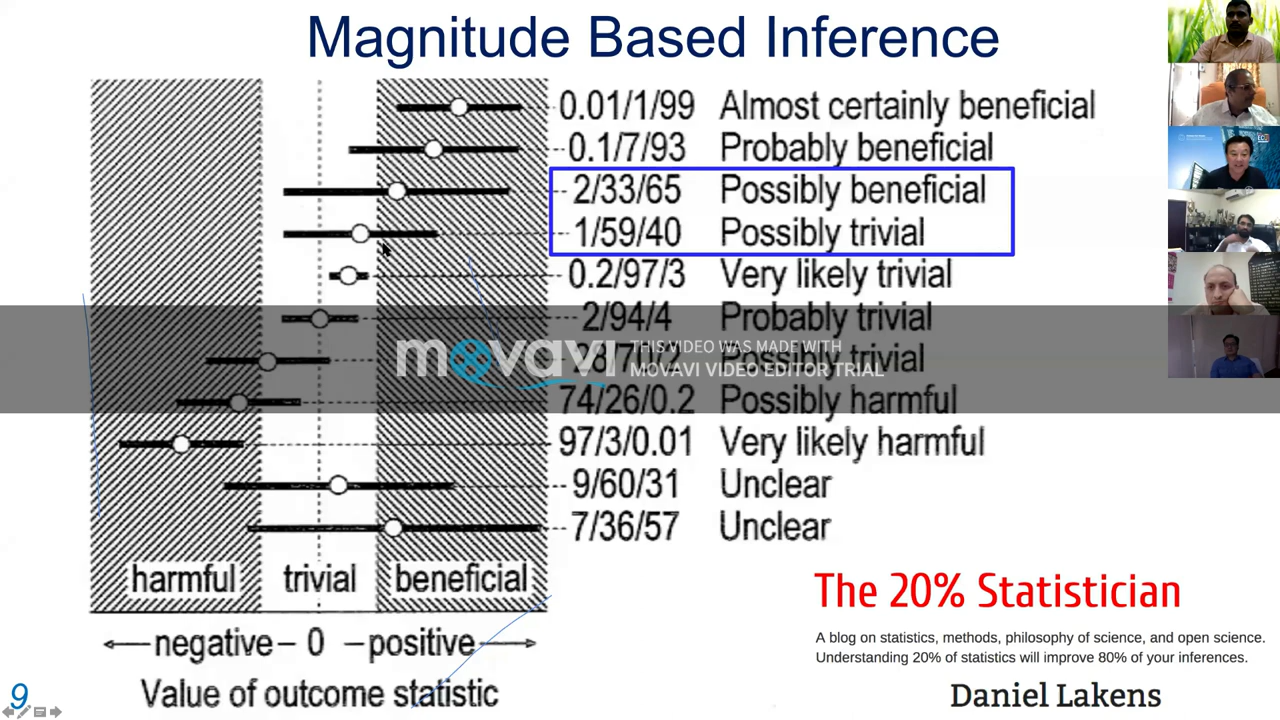 Magnitude Based Inference
0.01/1/99 Almost certainly beneficial
0.1/7/93 Probably beneficial
2/33/65 Possibly beneficial
1/59/40 Possibly trivial
0.2/97/3 Very likely trivial
2/94/4 Probably trivial
movavi
THIS VIDEO WAS MADE WITH
MOVAVI VIDEO EDITOR TRIAL
Possibly trivial
74/26/0.2 Possibly harmful
97/3/0.01 Very likely harmful
9/60/31 Unclear
7/36/57 Unclear
harmful trivial beneficial
negative – 0 – positive
Value of outcome statistic
The 20% Statistician
A blog on statistics, methods, philosophy of science, and open science.
Understanding 20% of statistics will improve 80% of your inferences.
Daniel Lakens
9